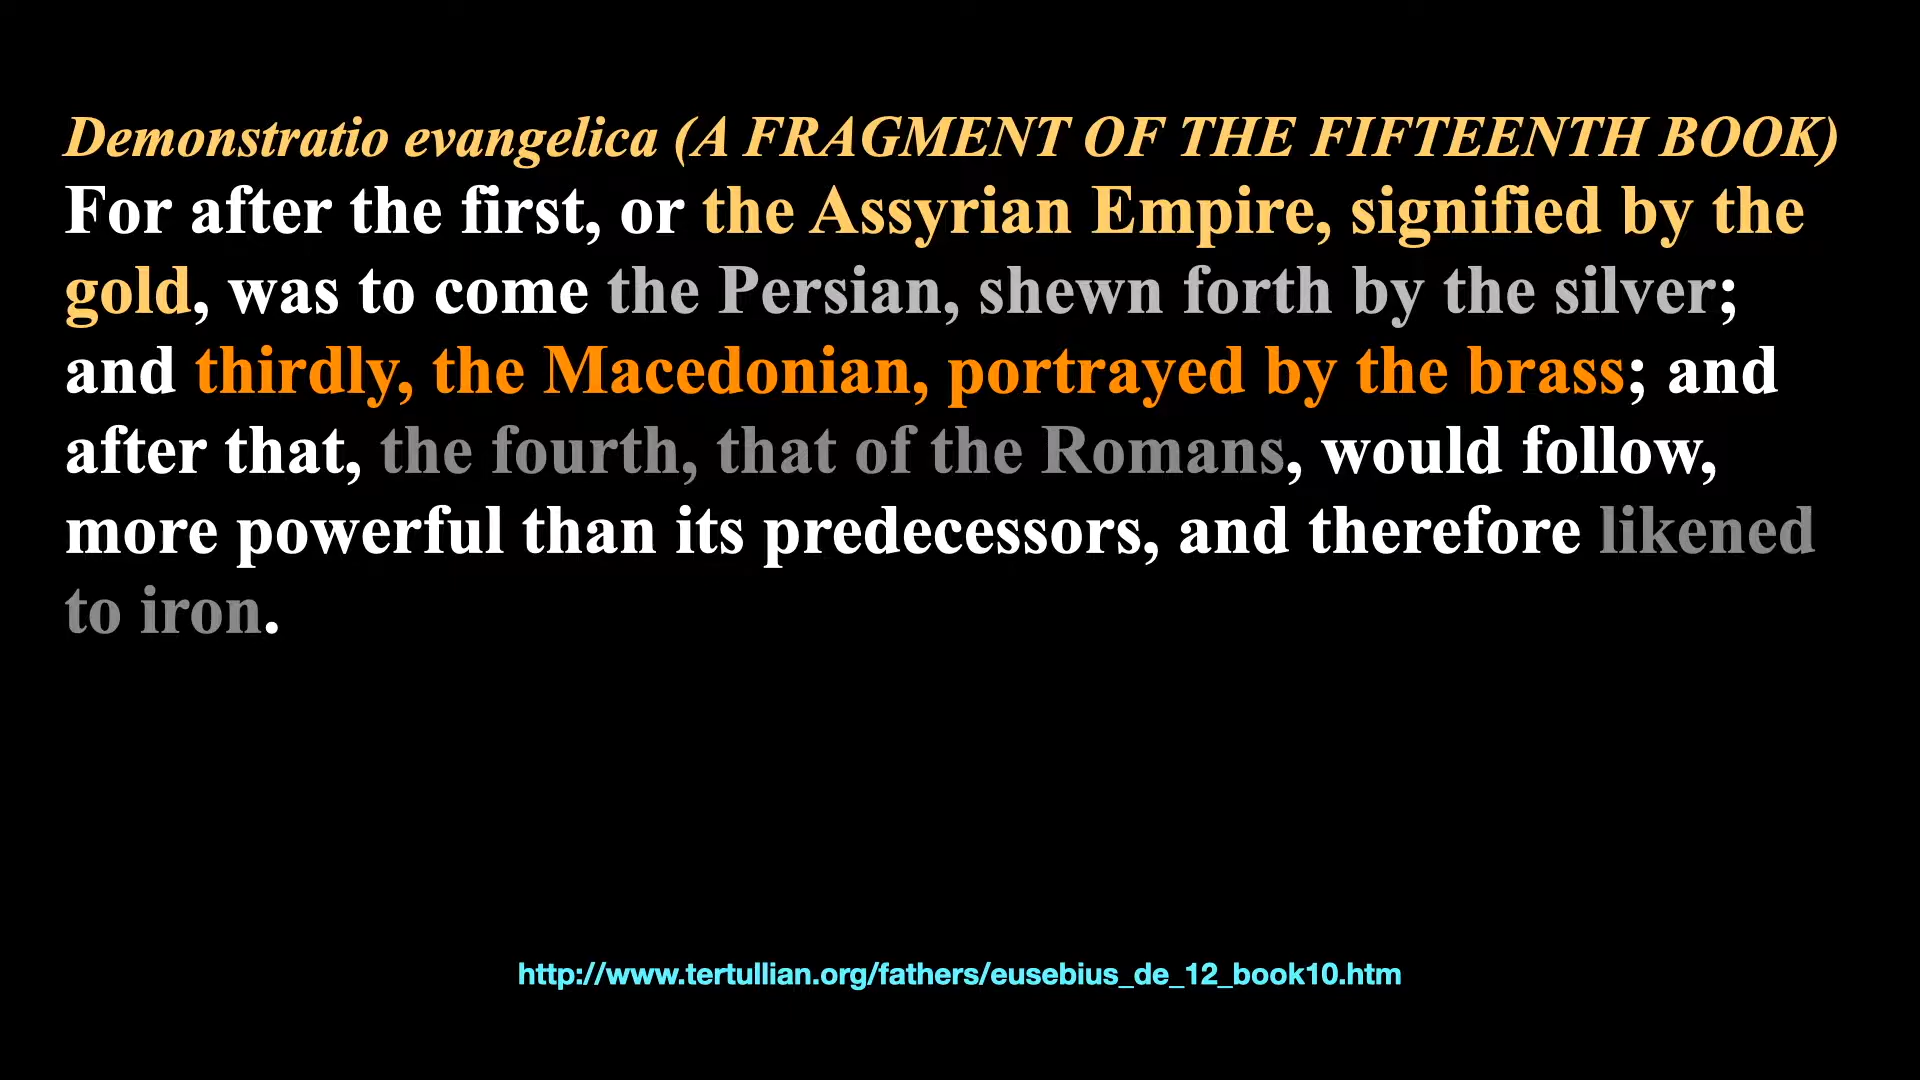 Demonstratio evangelica (A FRAGMENT OF THE FIFTEENTH BOOK)
For after the first, or the Assyrian Empire, signified by the
gold, was to come the Persian, shewn forth by the silver;
and thirdly, the Macedonian, portrayed by the brass; and
after that, the fourth, that of the Romans, would follow,
more powerful than its predecessors, and therefore likened
to iron.
http://www.tertullian.org/fathers/eusebius_de_12_book10.htm